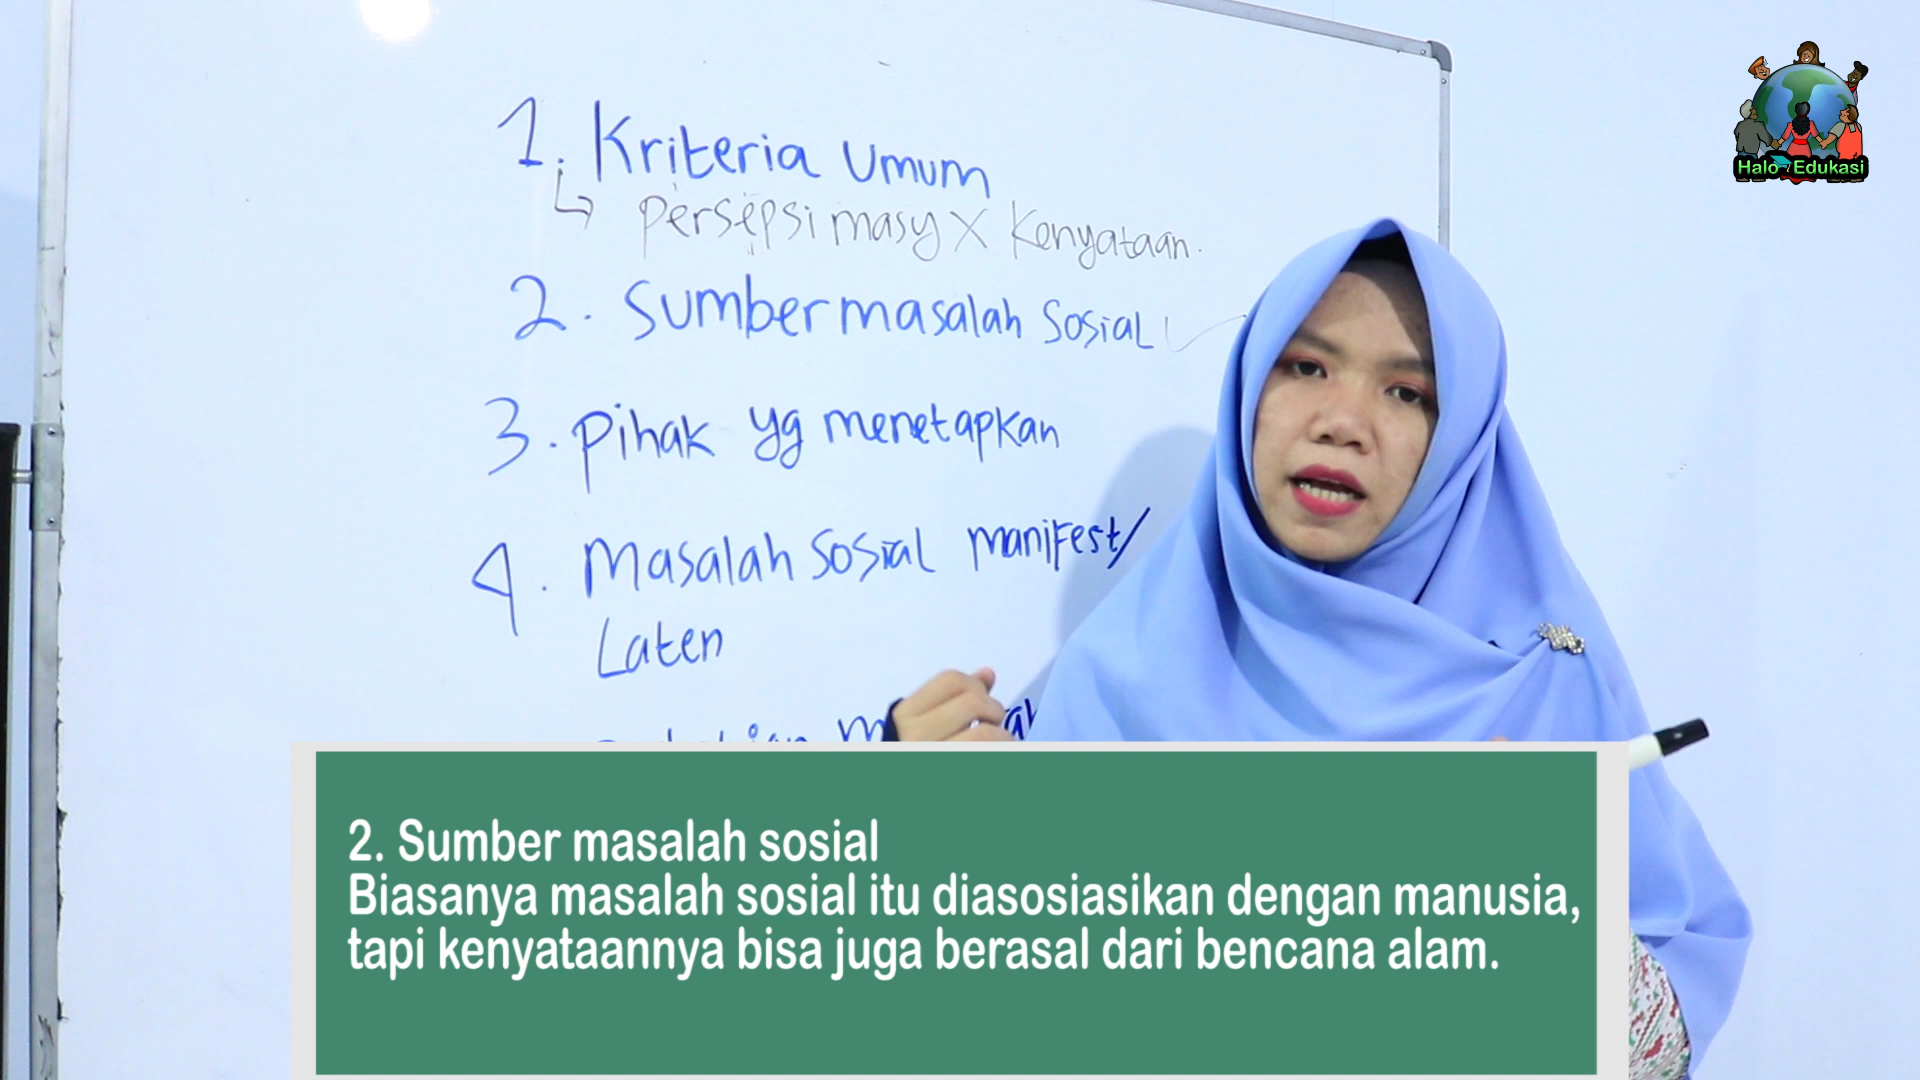 1. Kriteria Umum
↳ persepsi masy X Kenyataan.
2. Sumber masalah Sosial
3. Pihak yg menetapkan
4. Masalah Sosial manifest/
Laten
Halo Edukasi
2. Sumber masalah sosial
Biasanya masalah sosial itu diasosiasikan dengan manusia,
tapi kenyataannya bisa juga berasal dari bencana alam.